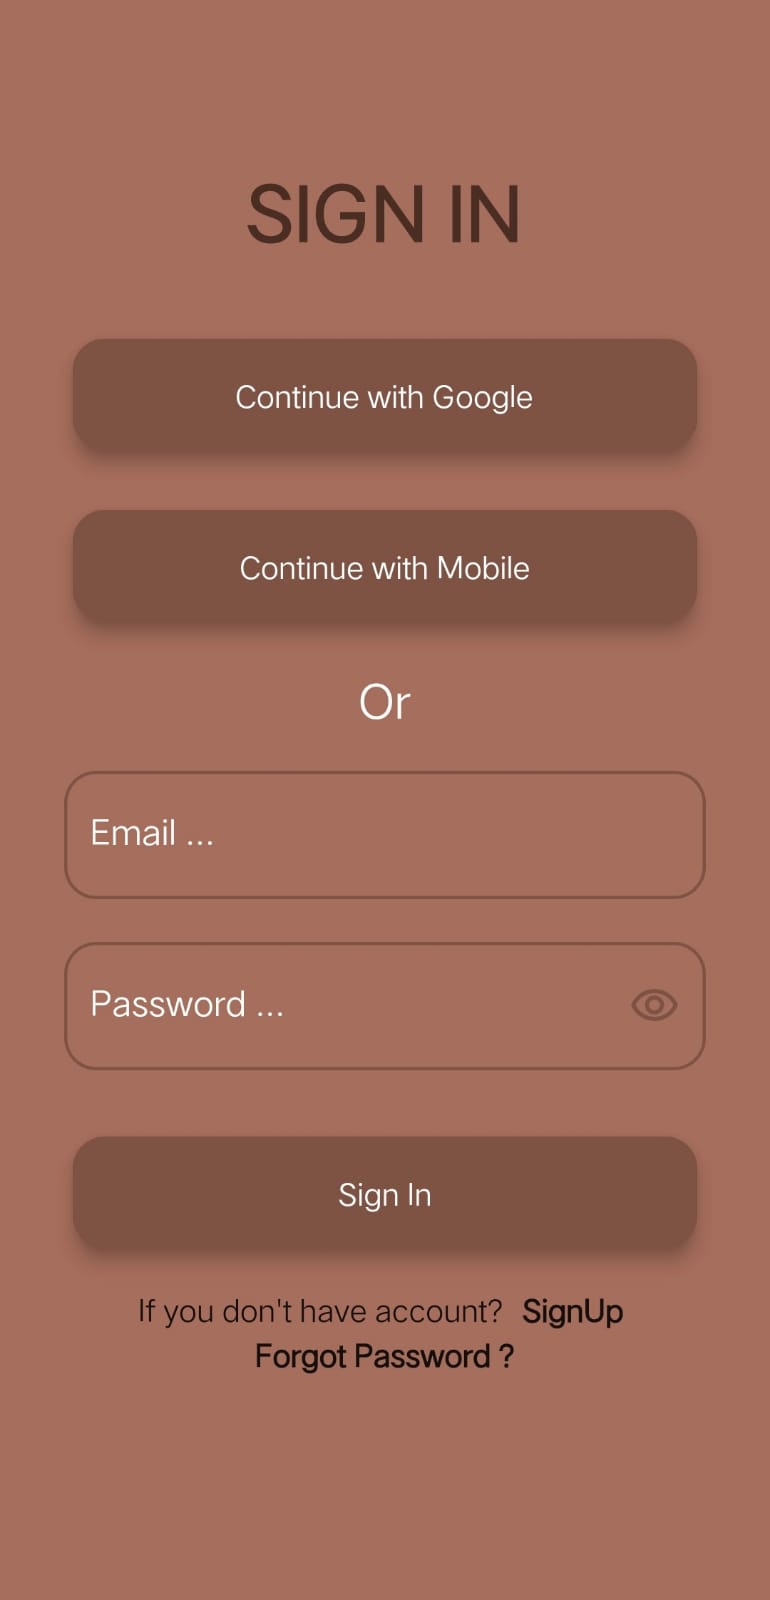 SIGN IN
Continue with Google
Continue with Mobile
Or
Email ...
Password ...
Sign In
If you don't have account? SignUp
Forgot Password ?